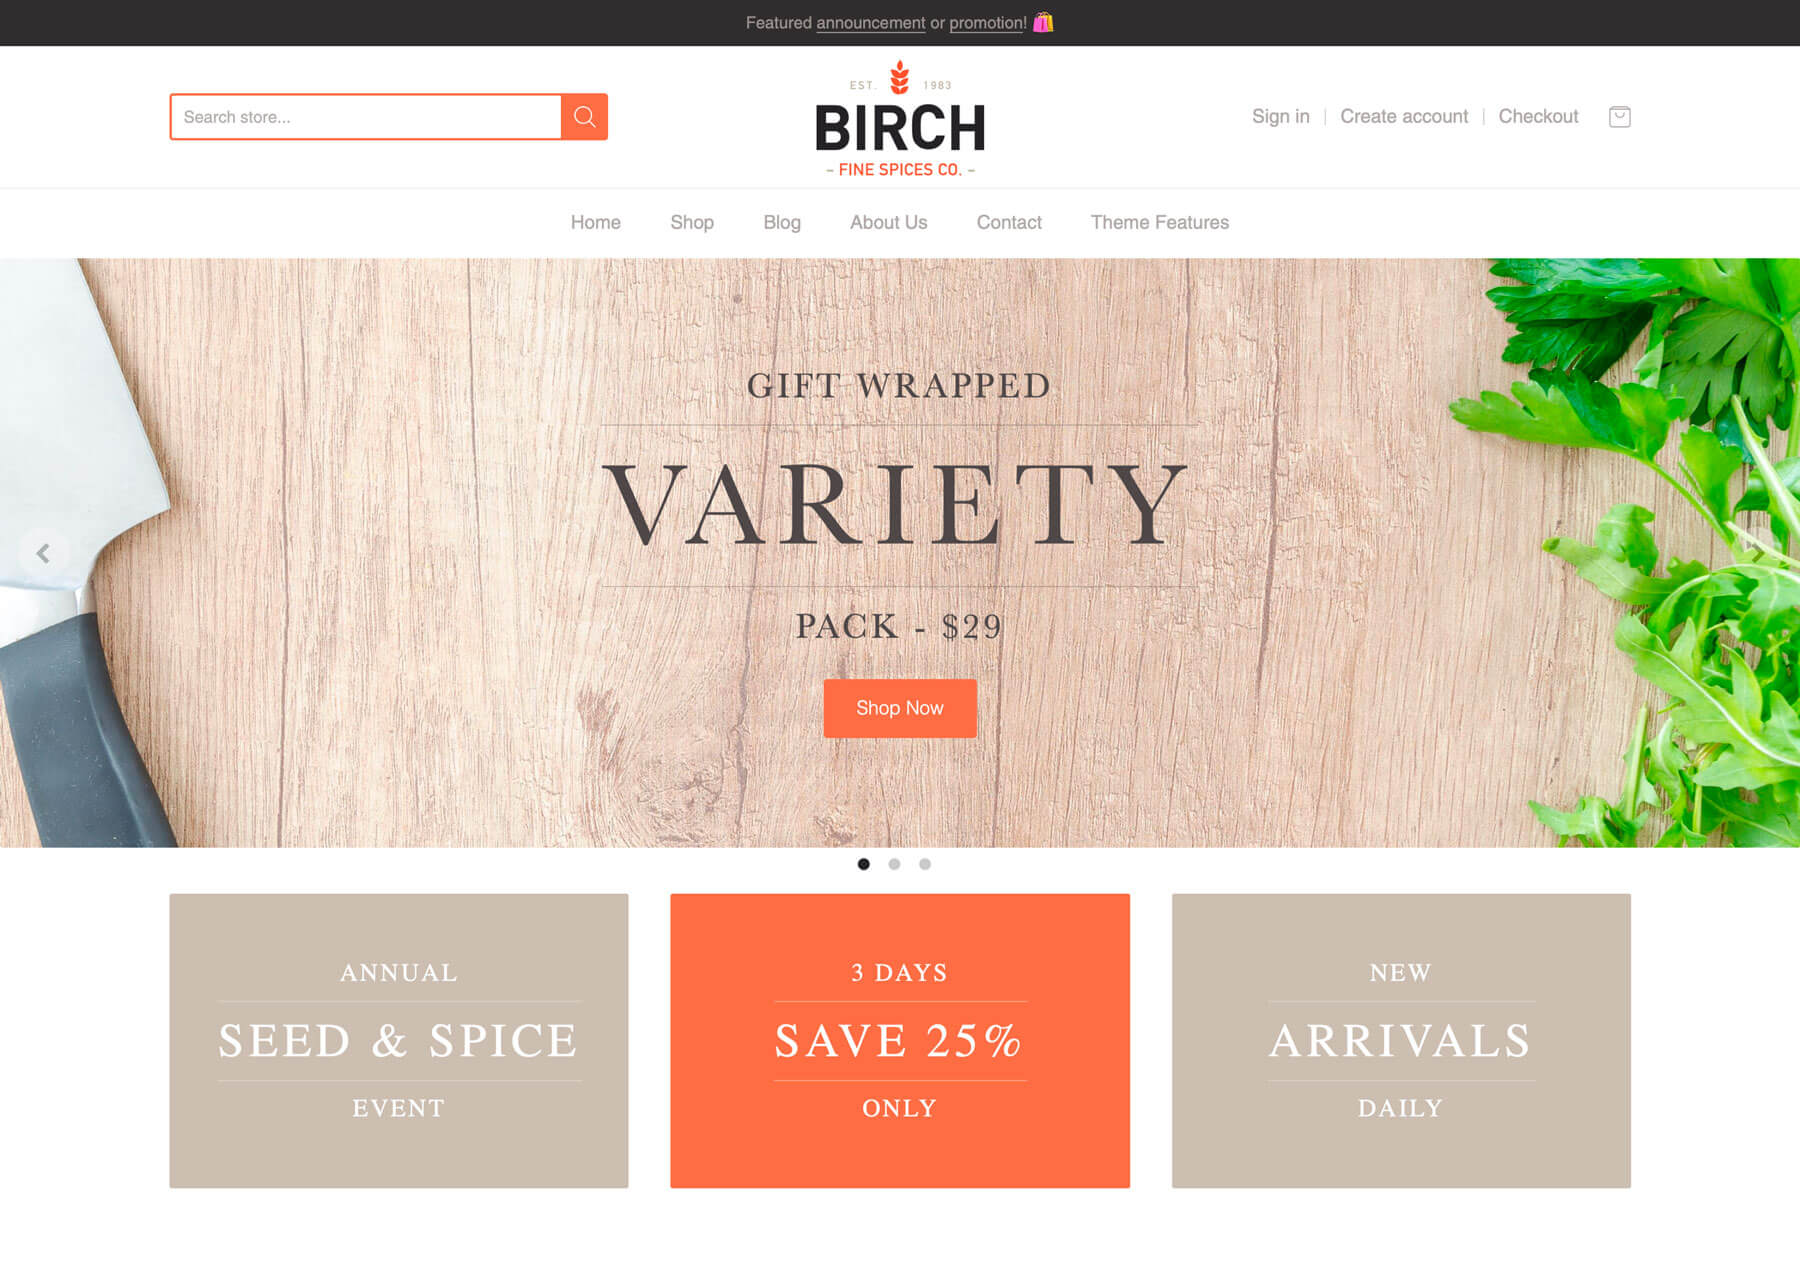 Featured announcement or promotion! 🛍️
Search store...
EST. 1983
BIRCH
– FINE SPICES CO. –
Sign in | Create account | Checkout
Home Shop Blog About Us Contact Theme Features
GIFT WRAPPED
VARIETY
PACK - $29
Shop Now
ANNUAL
SEED & SPICE
EVENT
3 DAYS
SAVE 25%
ONLY
NEW
ARRIVALS
DAILY